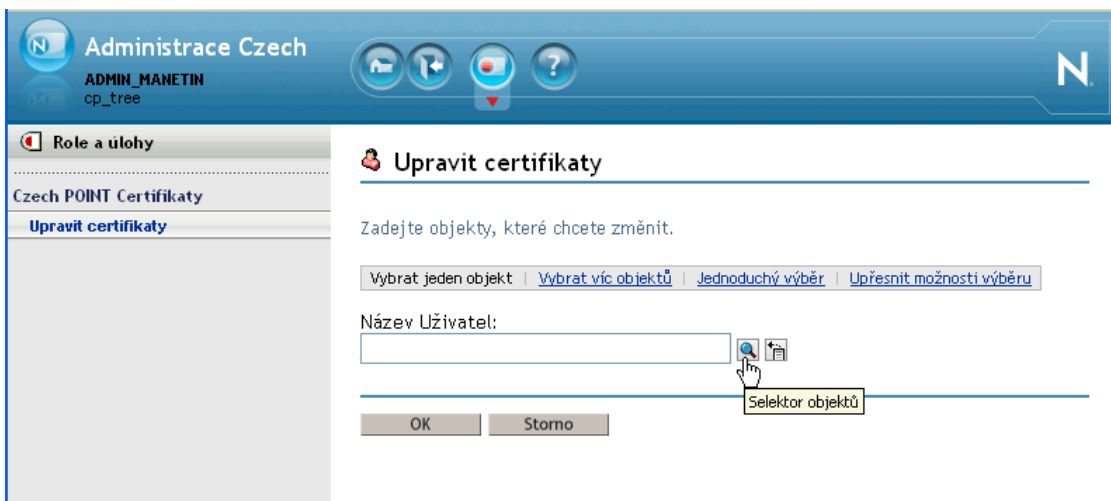 N
Administrace Czech
ADMIN_MANETIN
cp_tree
?
N
Role a úlohy
Czech POINT Certifikaty
Upravit certifikaty
Upravit certifikaty
Zadejte objekty, které chcete změnit.
Vybrat jeden objekt | Vybrat víc objektů | Jednoduchý výběr | Upřesnit možnosti výběru
Název Uživatel:
Selektor objektů
OK Storno